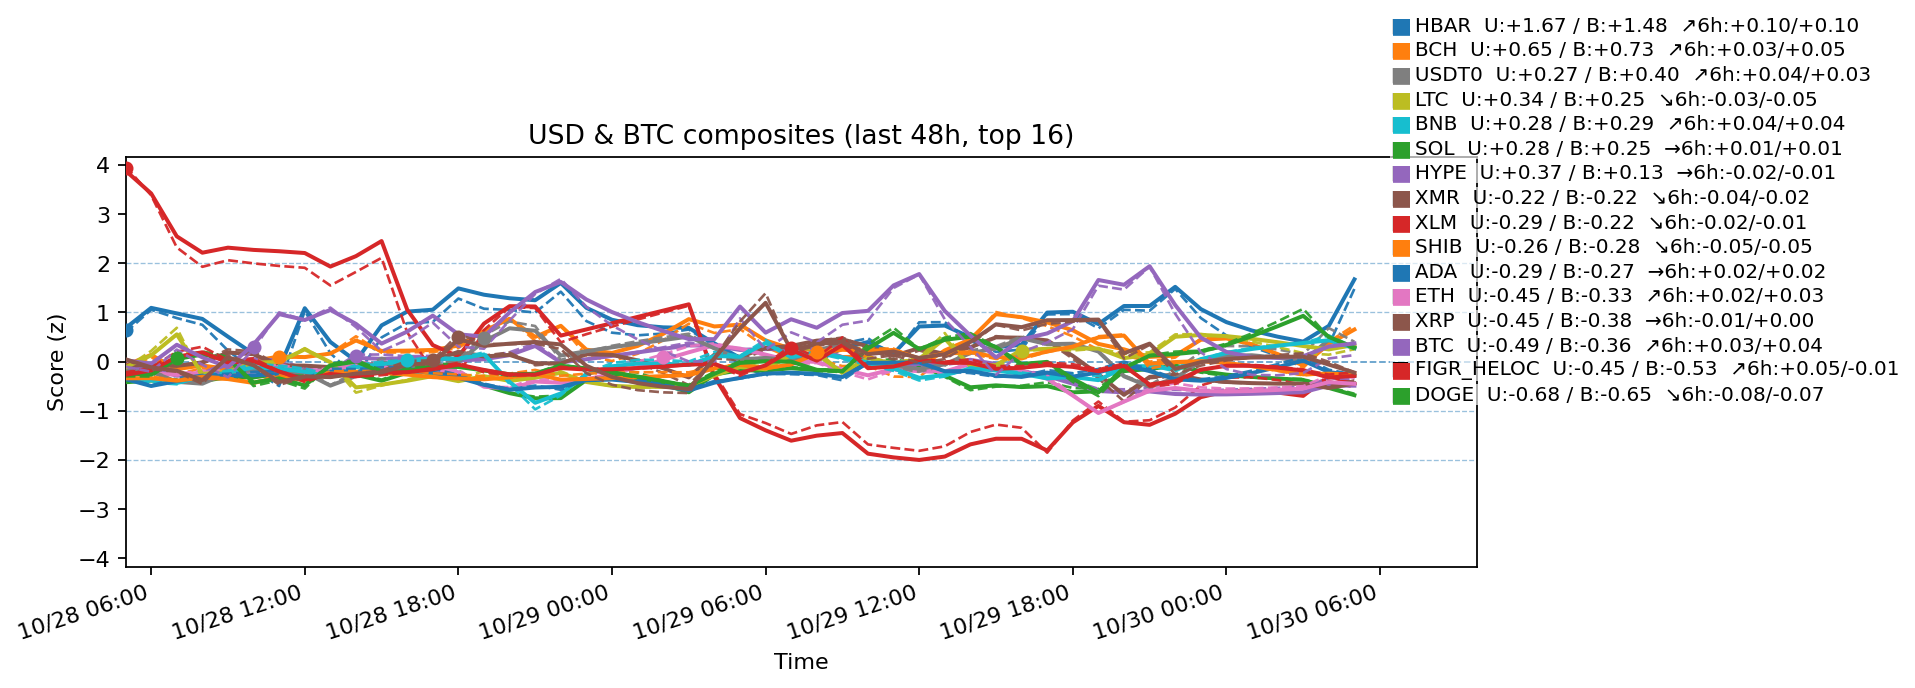 HBAR  U:+1.67 / B:+1.48  ↗6h:+0.10/+0.10
BCH  U:+0.65 / B:+0.73  ↗6h:+0.03/+0.05
USDT0  U:+0.27 / B:+0.40  ↗6h:+0.04/+0.03
LTC  U:+0.34 / B:+0.25  ↘6h:-0.03/-0.05
BNB  U:+0.28 / B:+0.29  ↗6h:+0.04/+0.04
SOL  U:+0.28 / B:+0.25  →6h:+0.01/+0.01
HYPE  U:+0.37 / B:+0.13  →6h:-0.02/-0.01
XMR  U:-0.22 / B:-0.22  ↘6h:-0.04/-0.02
XLM  U:-0.29 / B:-0.22  ↘6h:-0.02/-0.01
SHIB  U:-0.26 / B:-0.28  ↘6h:-0.05/-0.05
ADA  U:-0.29 / B:-0.27  →6h:+0.02/+0.02
ETH  U:-0.45 / B:-0.33  ↗6h:+0.02/+0.03
XRP  U:-0.45 / B:-0.38  →6h:-0.01/+0.00
BTC  U:-0.49 / B:-0.36  ↗6h:+0.03/+0.04
FIGR_HELOC  U:-0.45 / B:-0.53  ↗6h:+0.05/-0.01
DOGE  U:-0.68 / B:-0.65  ↘6h:-0.08/-0.07
USD & BTC composites (last 48h, top 16)
Score (z)
4
3
2
1
0
−1
−2
−3
−4
10/28 06:00
10/28 12:00
10/28 18:00
10/29 00:00
10/29 06:00
10/29 12:00
10/29 18:00
10/30 00:00
10/30 06:00
Time